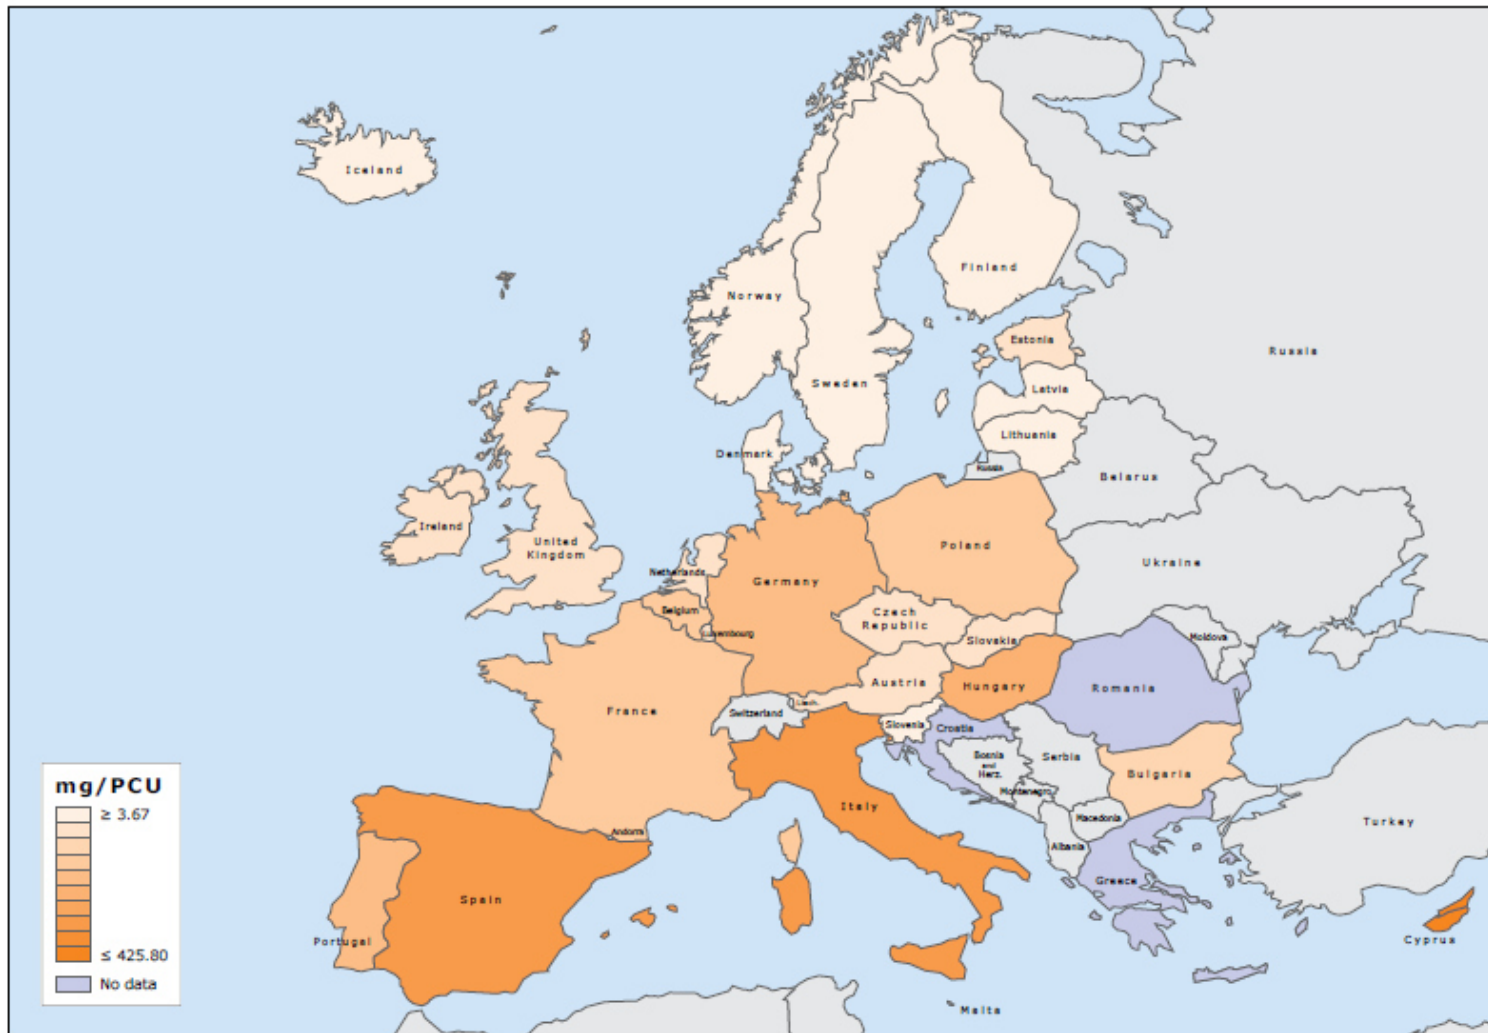 Iceland
Norway
Finland
Sweden
Estonia
Latvia
Lithuania
Russia
Russia
Denmark
Belarus
Ireland
United
Kingdom
Netherlands
Belgium
Luxembourg
Germany
Poland
Ukraine
Czech
Republic
Slovakia
Moldova
Austria
Hungary
Romania
France
Switzerland
Liech.
Slovenia
Croatia
Bosnia
and
Herz.
Serbia
Montenegro
Bulgaria
Macedonia
Albania
Italy
Andorra
Turkey
Greece
Spain
Portugal
Cyprus
Malta
mg/PCU
≥ 3.67
≤ 425.80
No data